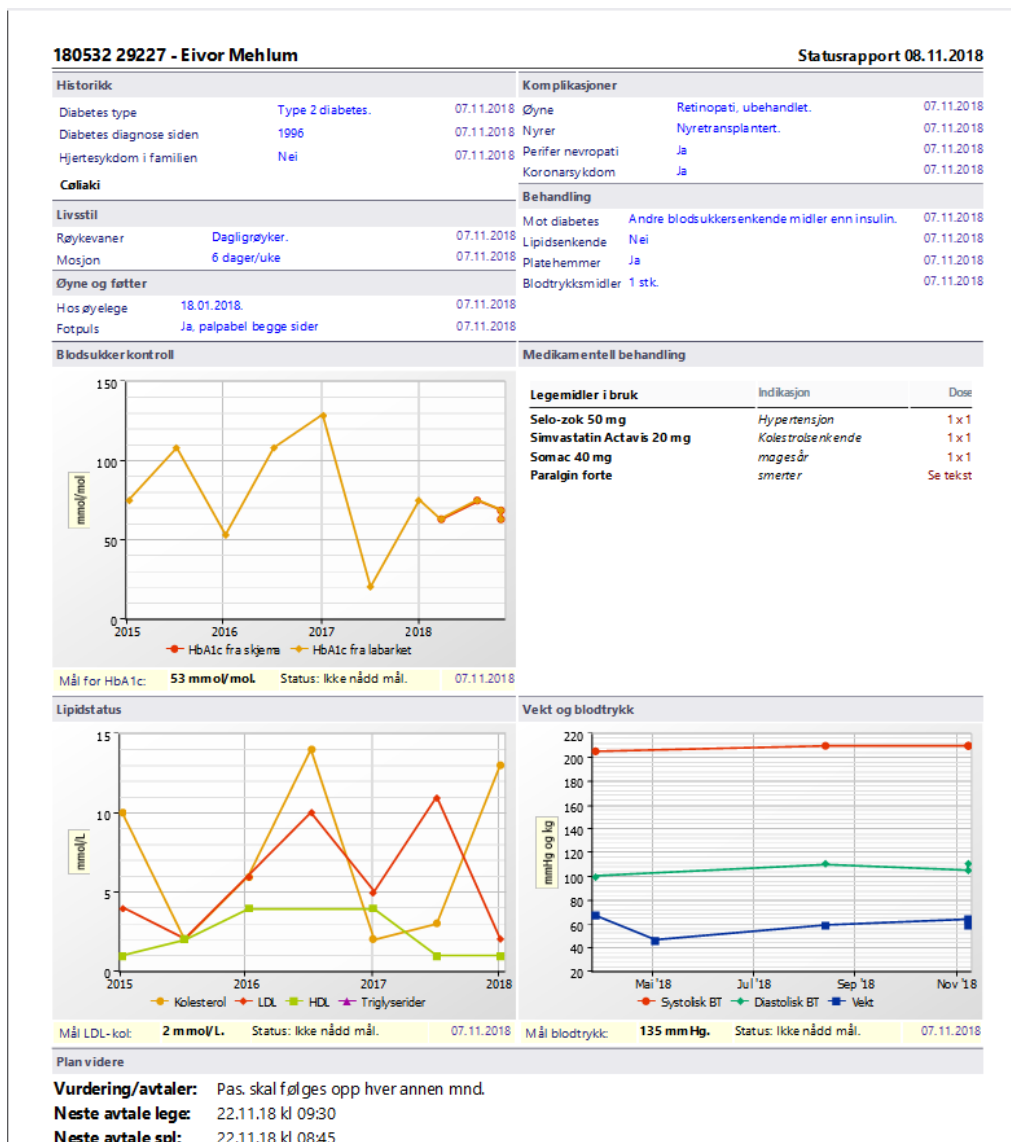 180532 29227 - Eivor Mehlum
Statusrapport 08.11.2018
Historikk
Diabetes type Type 2 diabetes. 07.11.2018
Diabetes diagnose siden 1996 07.11.2018
Hjertesykdom i familien Nei 07.11.2018
Cøliaki
Livsstil
Røykevaner Dagligrøyker. 07.11.2018
Mosjon 6 dager/uke 07.11.2018
Øyne og føtter
Hos øyelege 18.01.2018. 07.11.2018
Fotpuls Ja, palpabel begge sider 07.11.2018
Komplikasjoner
Øyne Retinopati, ubehandlet. 07.11.2018
Nyrer Nyretransplantert. 07.11.2018
Perifer nevropati Ja 07.11.2018
Koronarsykdom Ja 07.11.2018
Behandling
Mot diabetes Andre blodsukkersenkende midler enn insulin. 07.11.2018
Lipidsenkende Nei 07.11.2018
Platehemmer Ja 07.11.2018
Blodtrykksmidler 1 stk. 07.11.2018
Blodsukkerkontroll
150
50
0
mmol/mol
2015 2016 2017 2018
HbA1c fra skjema HbA1c fra labarket
Mål for HbA1c: 53 mmol/mol. Status: Ikke nådd mål. 07.11.2018
Medikamentell behandling
Legemidler i bruk Indikasjon Dose
Selo-zok 50 mg Hypertensjon 1 x 1
Simvastatin Actavis 20 mg Kolestrolsenkende 1 x 1
Somac 40 mg magesår 1 x 1
Paralgin forte smerter Se tekst
Lipidstatus
15
10
5
0
mmol/L
2015 2016 2017 2018
Kolesterol LDL HDL Triglyserider
Mål LDL-kol: 2 mmol/L. Status: Ikke nådd mål. 07.11.2018
Vekt og blodtrykk
220
200
160
140
120
100
80
60
40
20
mmHg og kg
Mai '18 Jul '18 Sep '18 Nov '18
Systolisk BT Diastolisk BT Vekt
Mål blodtrykk: 135 mmHg. Status: Ikke nådd mål. 07.11.2018
Plan videre
Vurdering/avtaler: Pas. skal følges opp hver annen mnd.
Neste avtale lege: 22.11.18 kl 09:30
Neste avtale spl: 22.11.18 kl 08:45